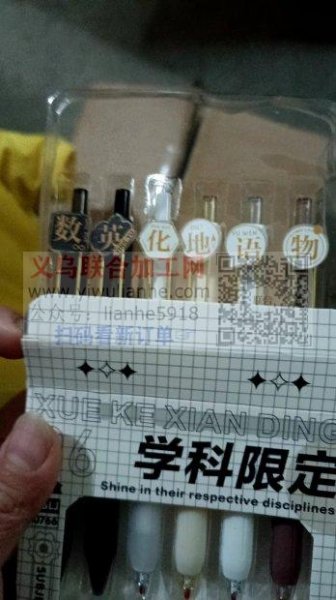 数 英 化 地 语 物
义乌联合加工网
www.yiwulianhe.com
公众号: lianhe5918
扫码看新订单
XUE KE XIAN DING
学科限定
Shine in their respective disciplines